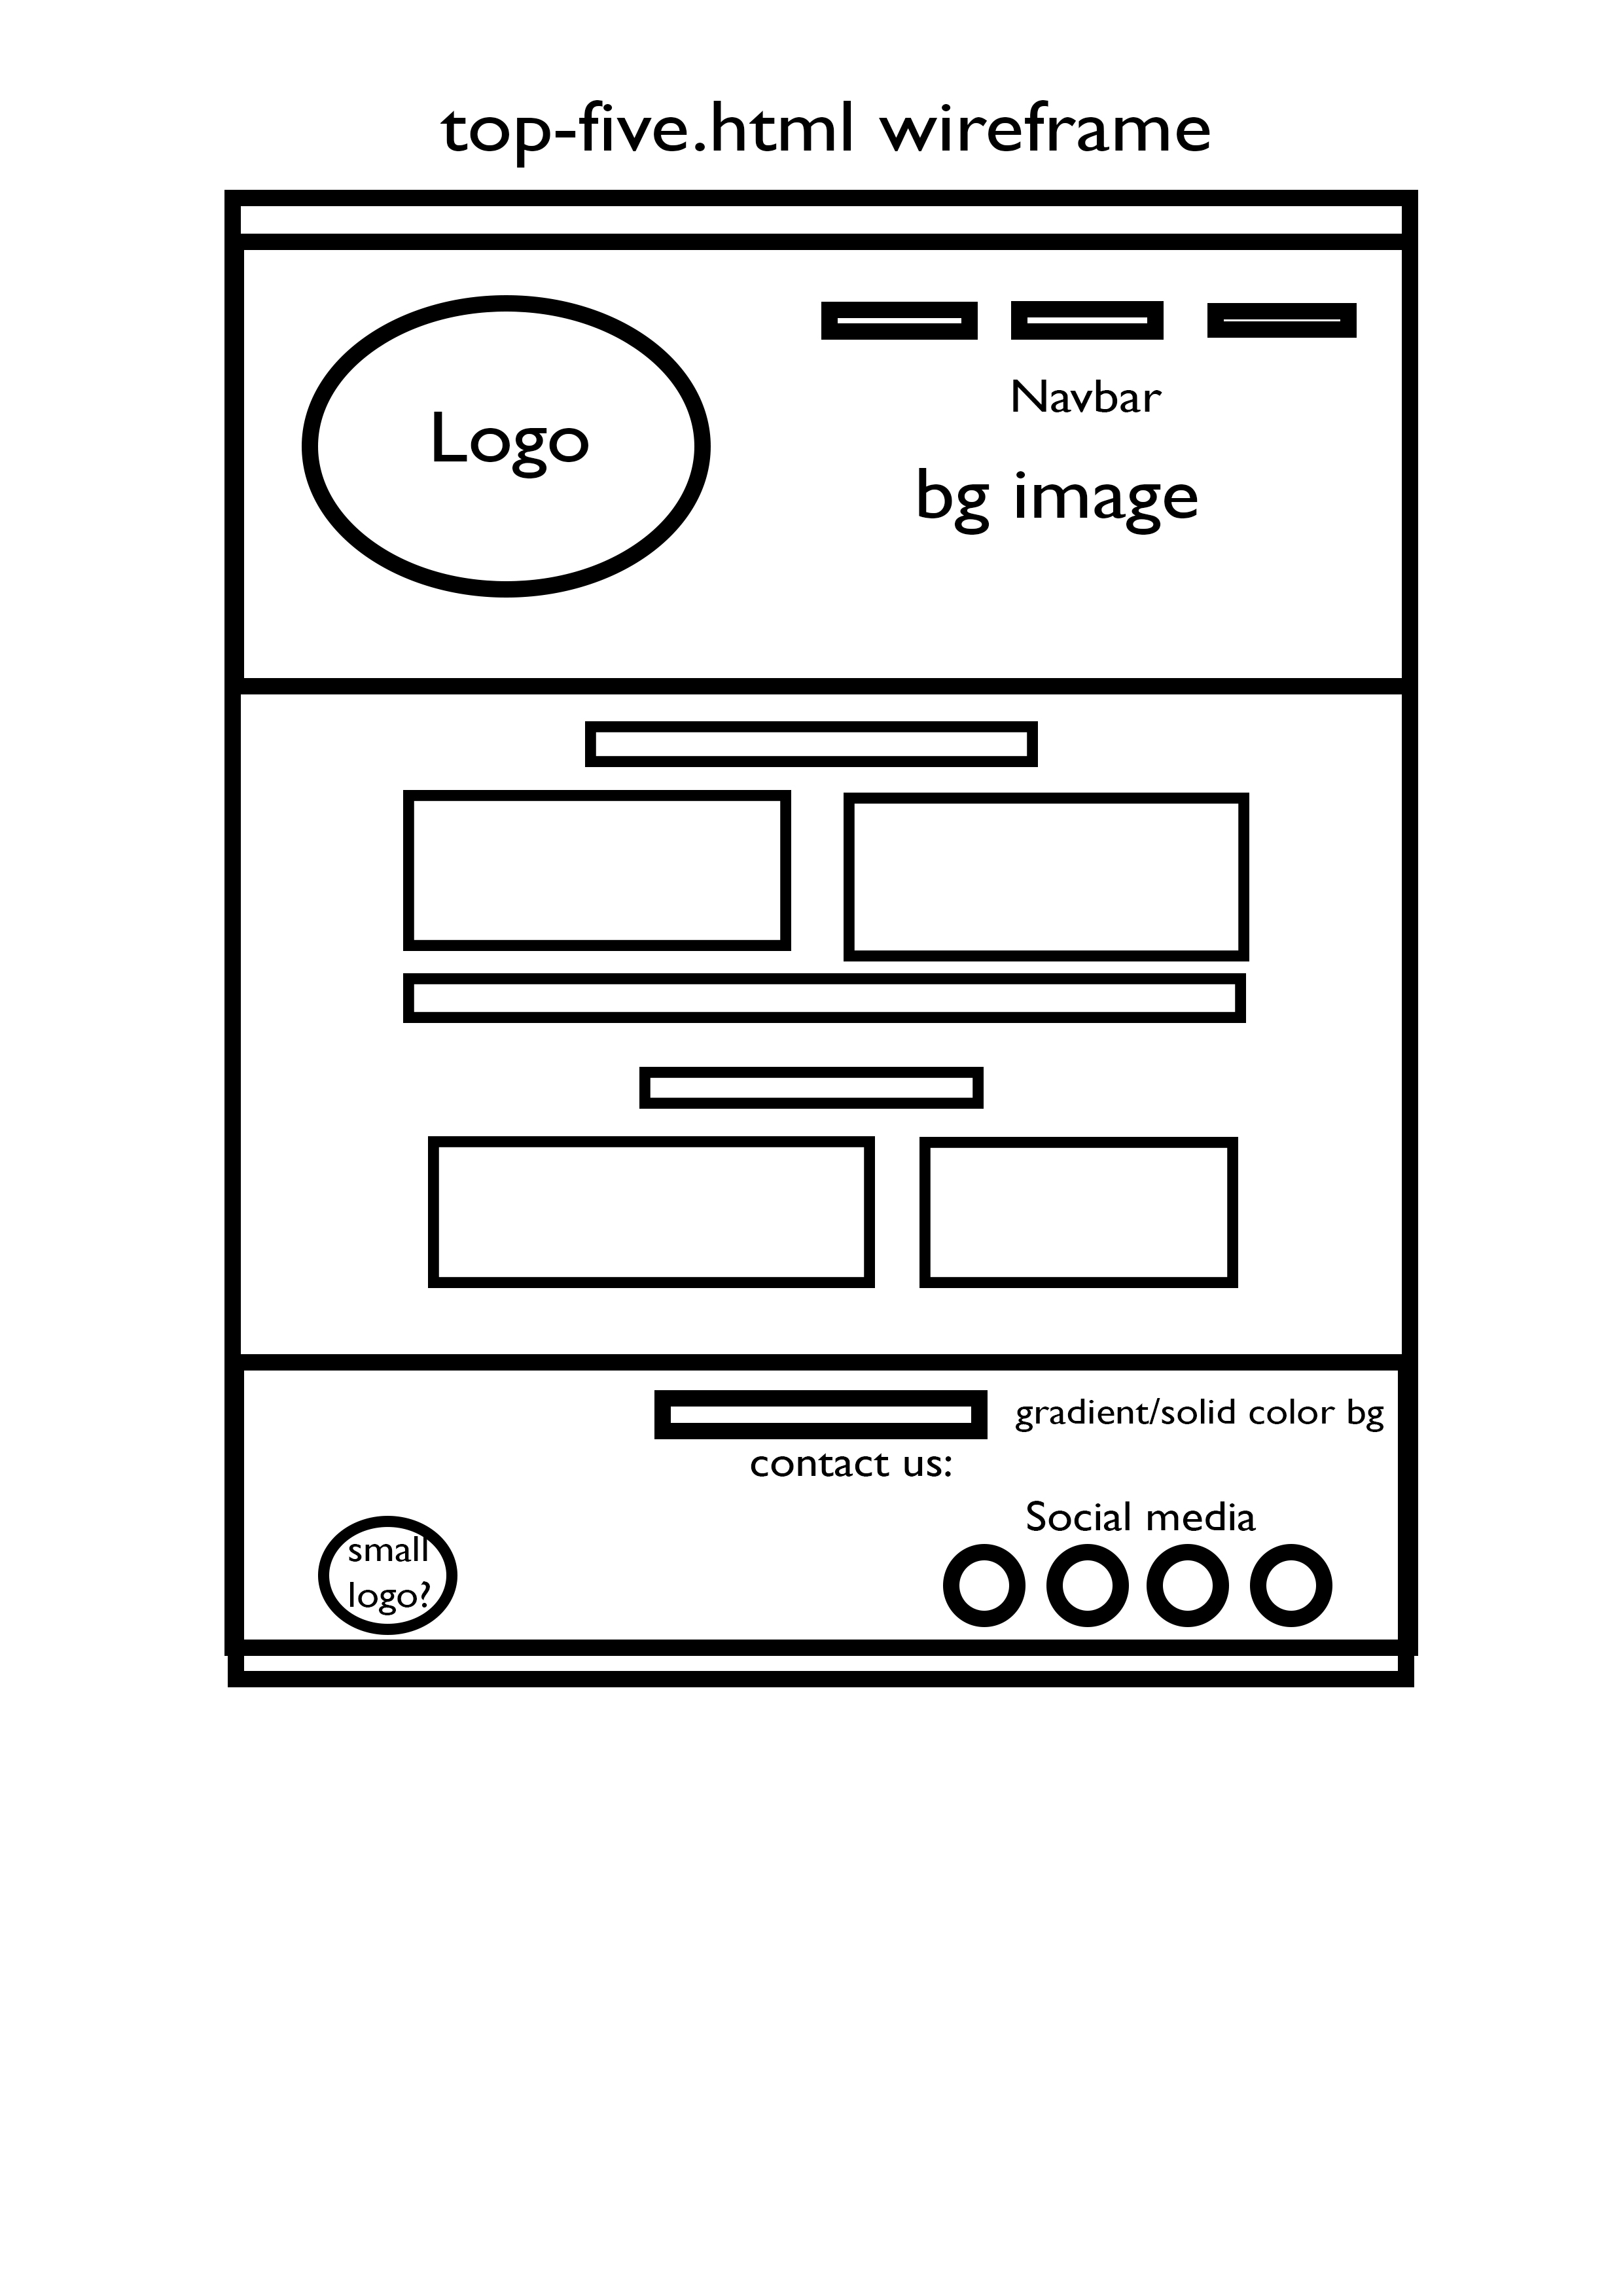 top-five.html wireframe
Logo
Navbar
bg image
gradient/solid color bg
contact us:
Social media
small
logo?